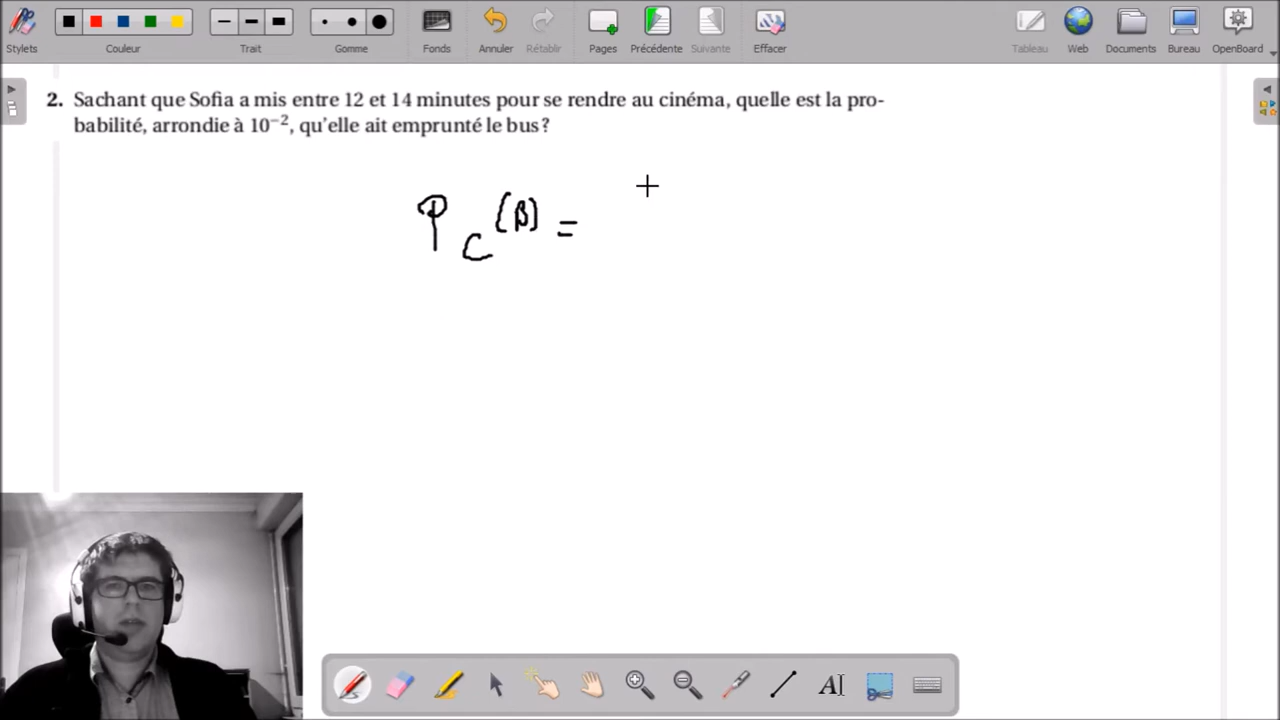 Stylets Couleur Trait Gomme Fonds Annuler Rétablir Pages Précédente Suivante Effacer Tableau Web Documents Bureau OpenBoard
2. Sachant que Sofia a mis entre 12 et 14 minutes pour se rendre au cinéma, quelle est la pro-
babilité, arrondie à 10⁻², qu'elle ait emprunté le bus ?
P_C(B) =
AI